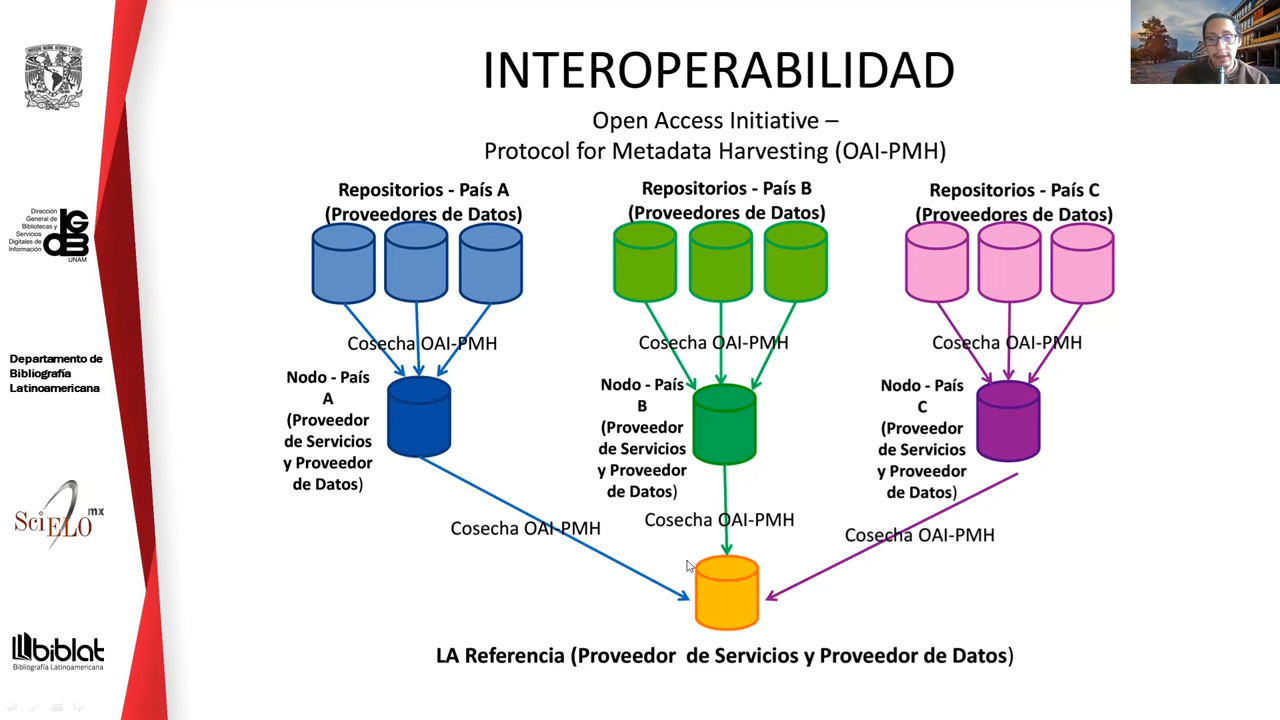 INTEROPERABILIDAD
Open Access Initiative –
Protocol for Metadata Harvesting (OAI-PMH)
Repositorios - País A
(Proveedores de Datos)
Repositorios - País B
(Proveedores de Datos)
Repositorios - País C
(Proveedores de Datos)
Cosecha OAI-PMH
Cosecha OAI-PMH
Cosecha OAI-PMH
Nodo - País
A
(Proveedor
de Servicios
y Proveedor
de Datos)
Nodo - País
B
(Proveedor
de Servicios
y Proveedor
de Datos)
Nodo - País
C
(Proveedor
de Servicios
y Proveedor
de Datos)
Cosecha OAI-PMH
Cosecha OAI-PMH
Cosecha OAI-PMH
LA Referencia (Proveedor de Servicios y Proveedor de Datos)
Dirección
General de
Bibliotecas y
Servicios
Digitales de
Información
DGB
UNAM
Departamento de
Bibliografía
Latinoamericana
SciELO mx
biblat
Bibliografía Latinoamericana